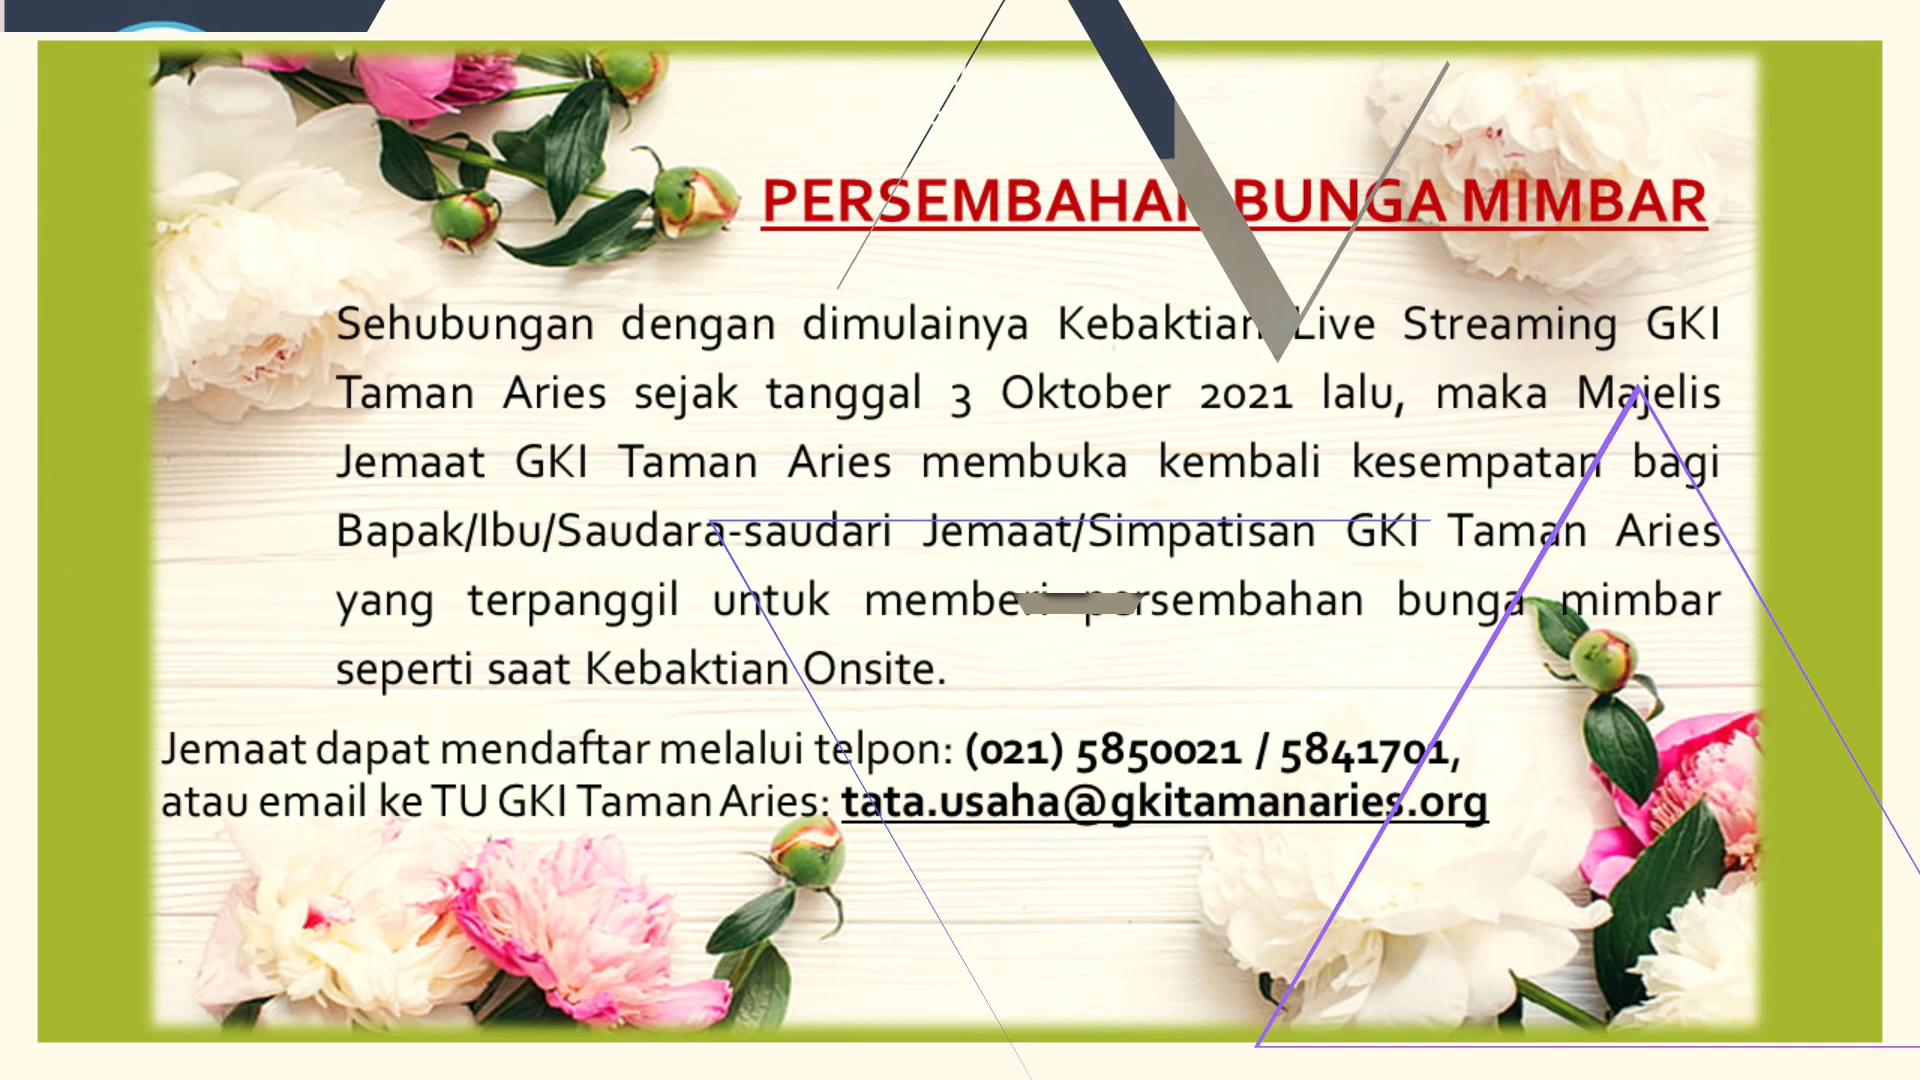 PERSEMBAHAN BUNGA MIMBAR
Sehubungan dengan dimulainya Kebaktian Live Streaming GKI
Taman Aries sejak tanggal 3 Oktober 2021 lalu, maka Majelis
Jemaat GKI Taman Aries membuka kembali kesempatan bagi
Bapak/Ibu/Saudara-saudari Jemaat/Simpatisan GKI Taman Aries
yang terpanggil untuk memberi persembahan bunga mimbar
seperti saat Kebaktian Onsite.
Jemaat dapat mendaftar melalui telpon: (021) 5850021 / 5841701,
atau email ke TU GKI Taman Aries: tata.usaha@gkitamanaries.org